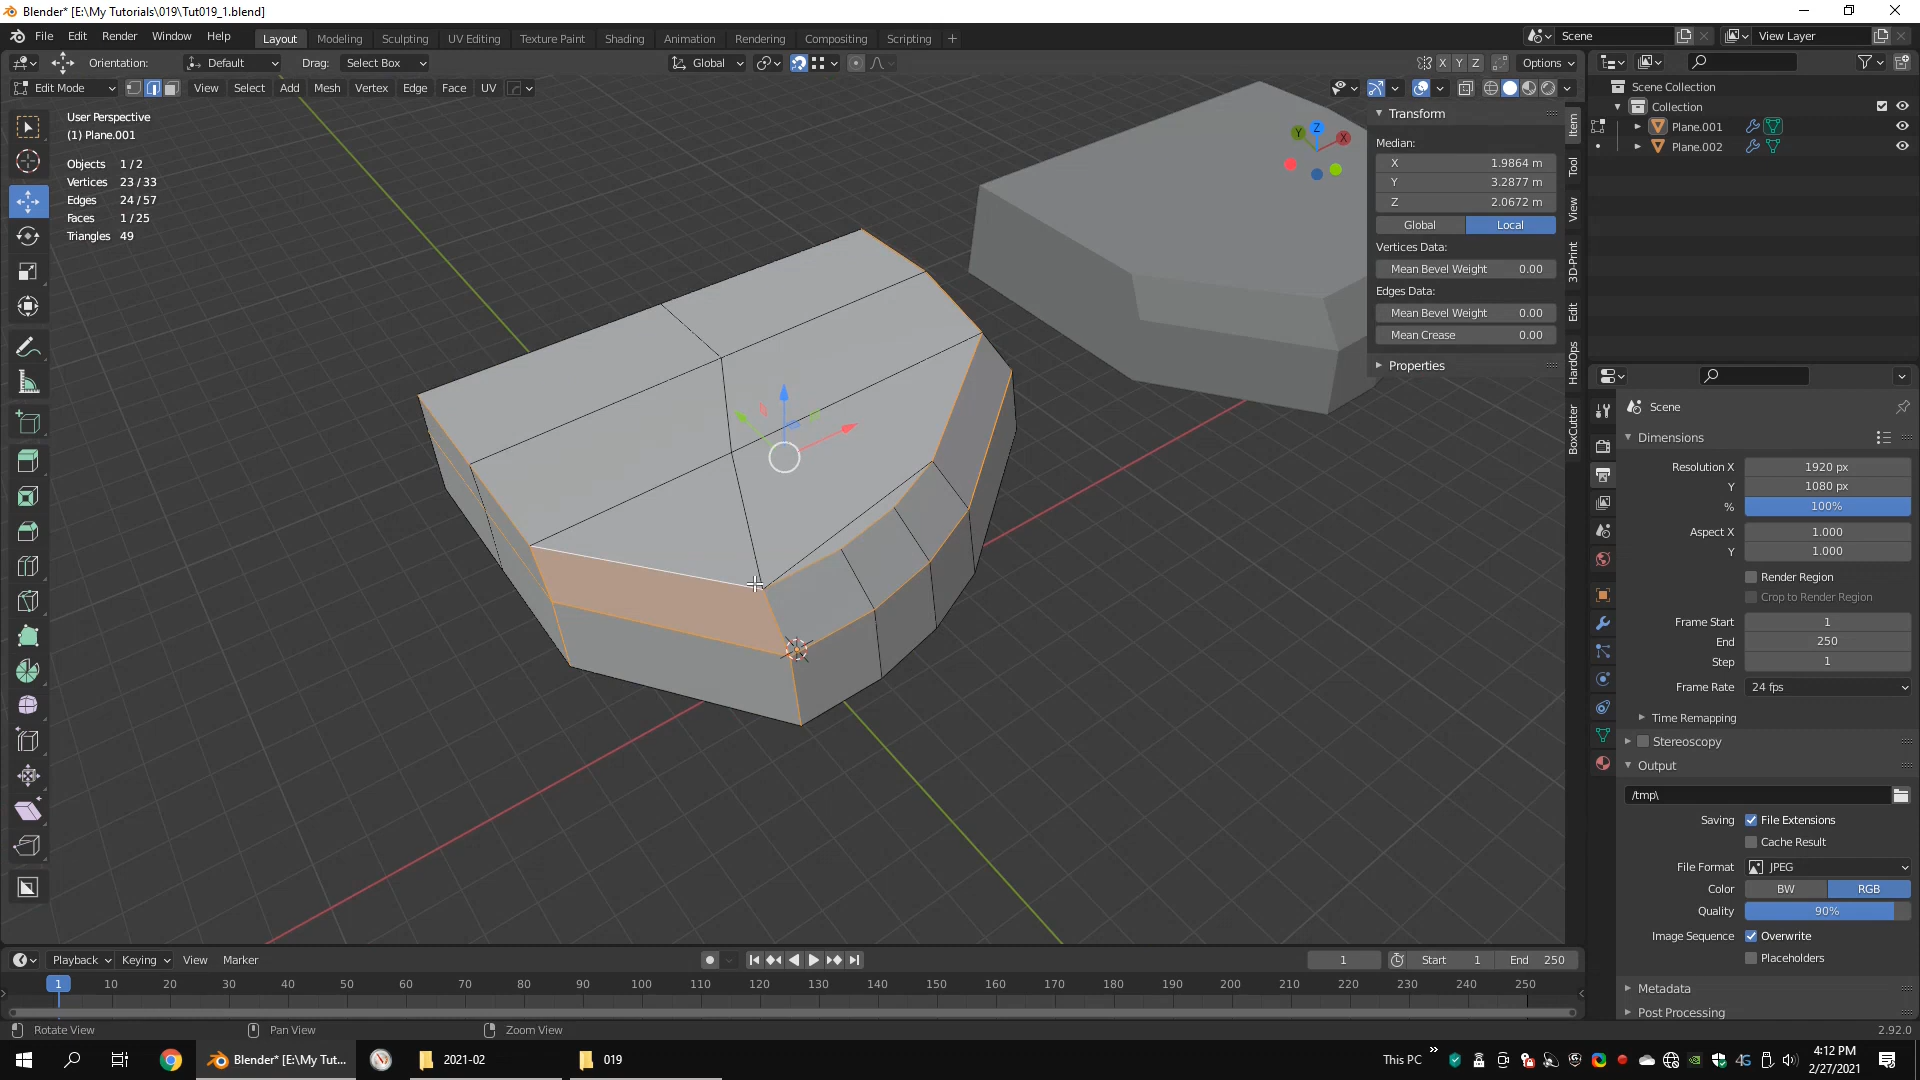 Blender* [E:\My Tutorials\019\Tut019_1.blend]
File Edit Render Window Help Layout Modeling Sculpting UV Editing Texture Paint Shading Animation Rendering Compositing Scripting + Scene View Layer
Orientation: Default Drag: Select Box Global X Y Z Options
Edit Mode View Select Add Mesh Vertex Edge Face UV
User Perspective
(1) Plane.001
Objects 1 / 2
Vertices 23 / 33
Edges 24 / 57
Faces 1 / 25
Triangles 49
Z
Y
X
Transform
Median:
X 1.9864 m
Y 3.2877 m
Z 2.0672 m
Global Local
Vertices Data:
Mean Bevel Weight 0.00
Edges Data:
Mean Bevel Weight 0.00
Mean Crease 0.00
Properties
Item
Tool
View
3D-Print
Edit
HardOps
BoxCutter
Scene Collection
Collection
Plane.001
Plane.002
Scene
Dimensions
Resolution X 1920 px
Y 1080 px
% 100%
Aspect X 1.000
Y 1.000
Render Region
Crop to Render Region
Frame Start 1
End 250
Step 1
Frame Rate 24 fps
Time Remapping
Stereoscopy
Output
/tmp\
Saving File Extensions
Cache Result
File Format JPEG
Color BW RGB
Quality 90%
Image Sequence Overwrite
Placeholders
Metadata
Post Processing
Playback Keying View Marker 1 Start 1 End 250
1 10 20 30 40 50 60 70 80 90 100 110 120 130 140 150 160 170 180 190 200 210 220 230 240 250
Rotate View Pan View Zoom View 2.92.0
Blender* [E:\My Tut... 2021-02 019 This PC » 4G 4:12 PM
2/27/2021